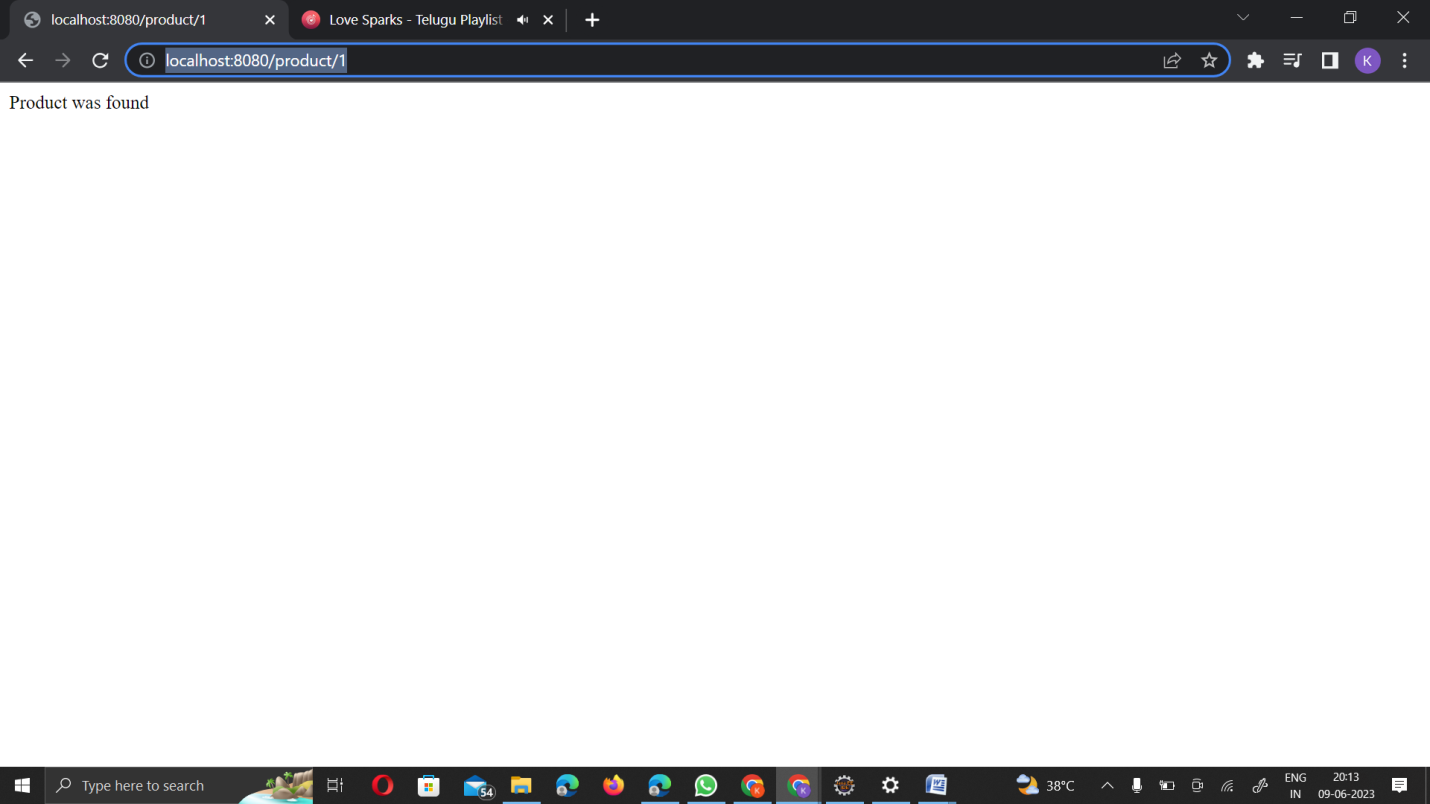 localhost:8080/product/1
Love Sparks - Telugu Playlist
localhost:8080/product/1
K
Product was found
Type here to search
54
38°C
ENG
IN
20:13
09-06-2023